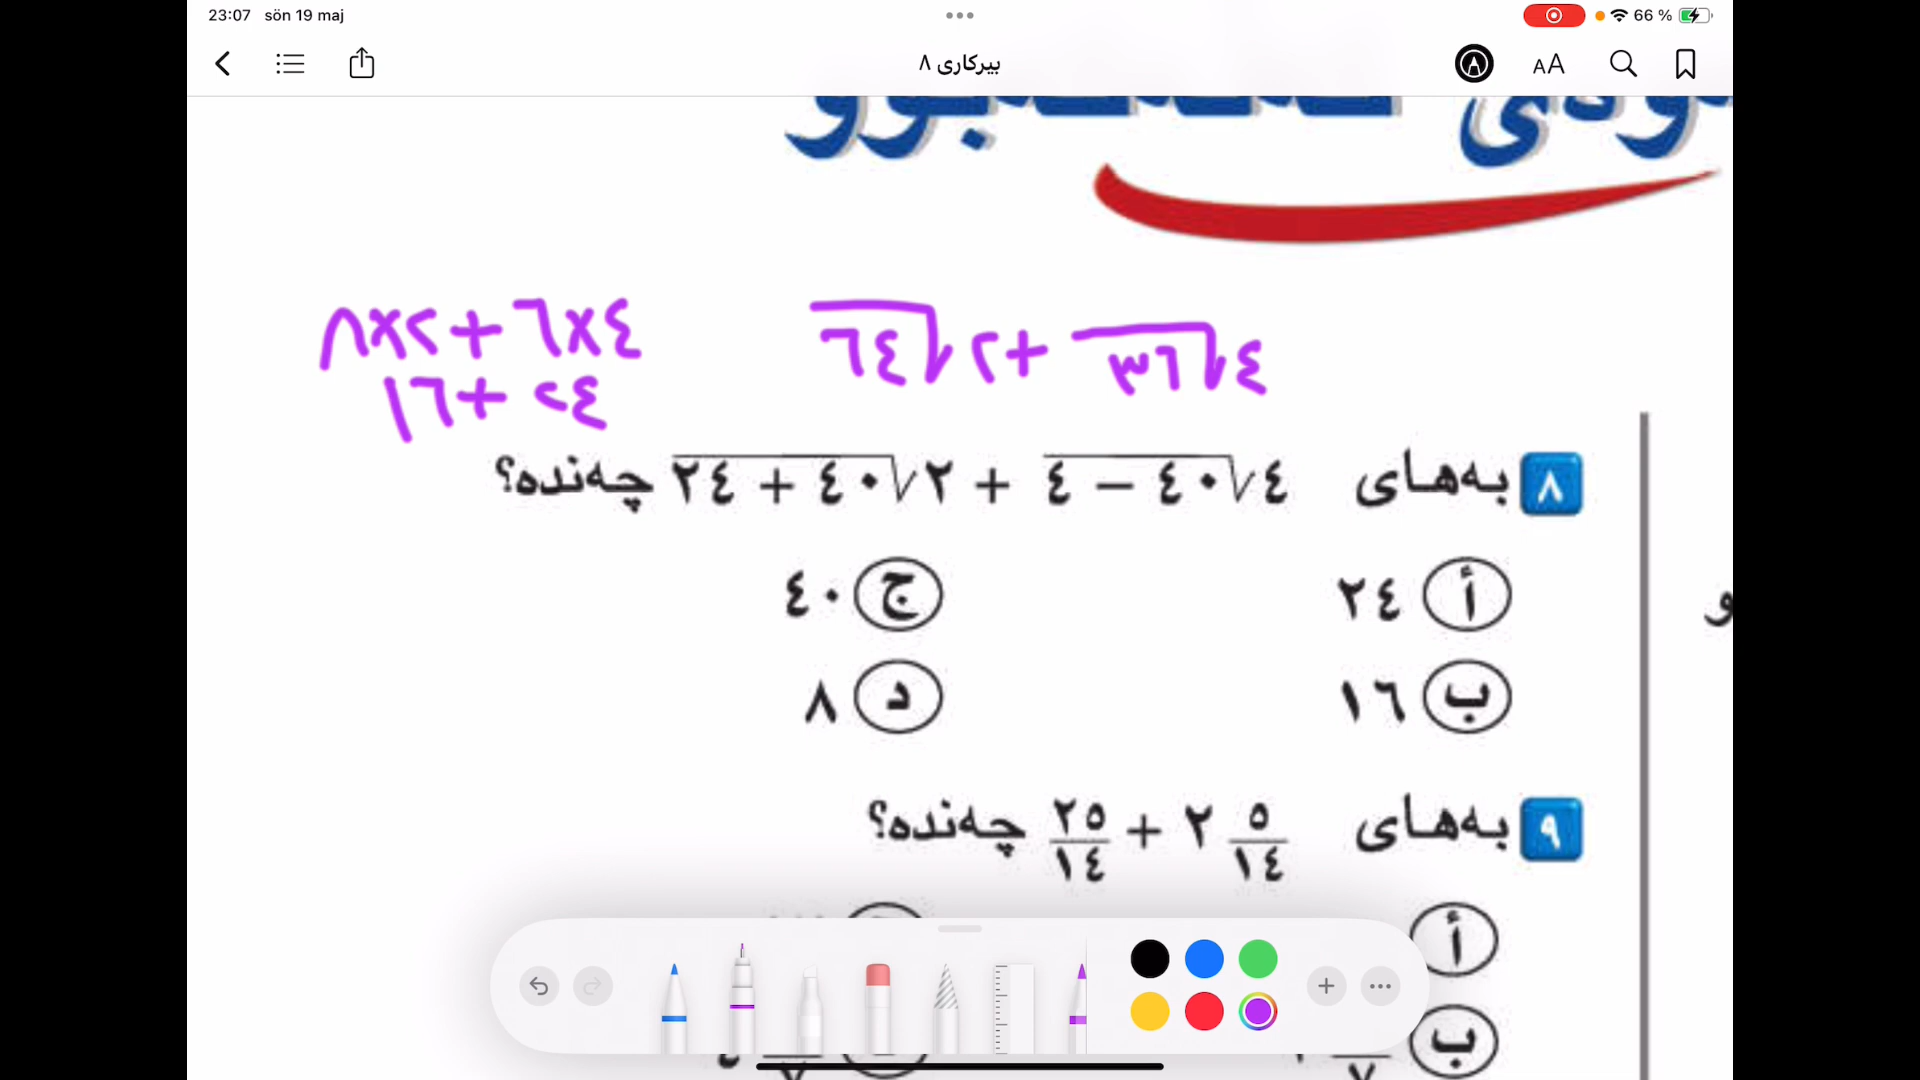 23:07 sön 19 maj
66 %
بیرکاری ٨
٤√٣٦ + ٢√٦٤
٨×٢+٦×٤
١٦+٢٤
٨ بەهای ٤√٤٠ − ٤ + ٢√٤٠ + ٢٤ چەندە؟
أ ٢٤
ج ٤٠
ب ١٦
د ٨
و
٩ بەهای ٢ ٥/١٤ + ٢٥/١٤ چەندە؟
أ
ب